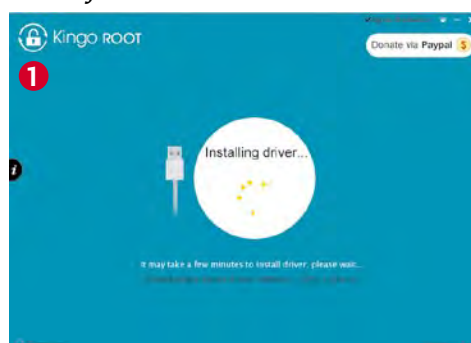 Kingo ROOT
Donate via Paypal $
1
Installing driver...
i
It may take a few minutes to install driver, please wait...